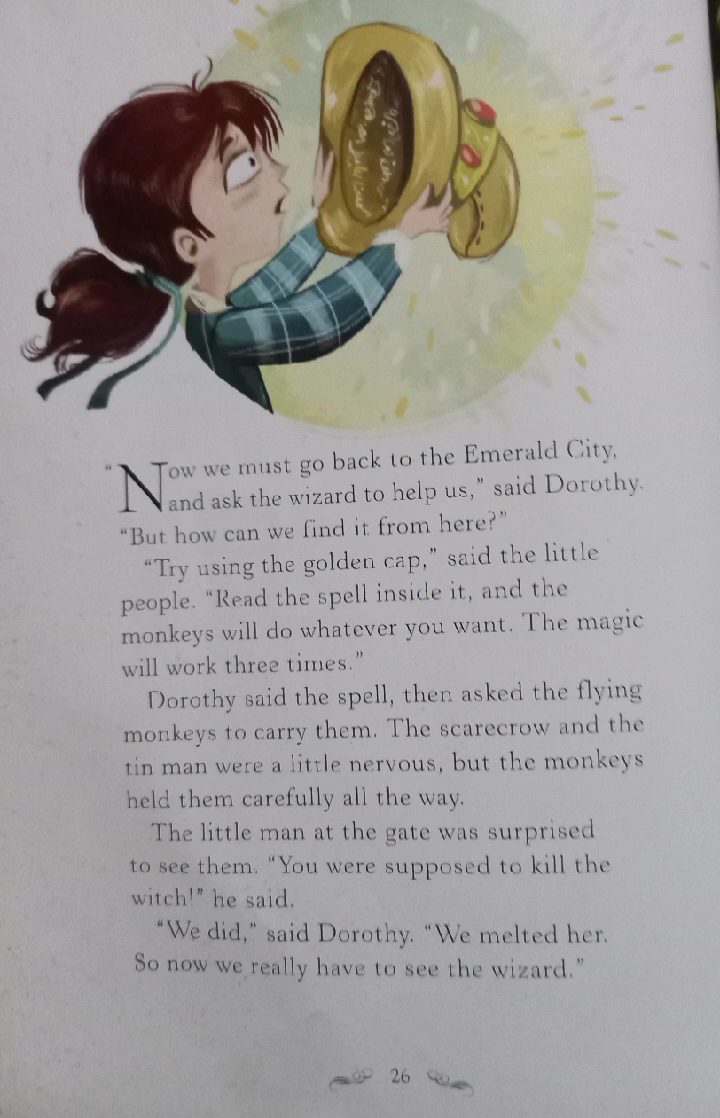 "Now we must go back to the Emerald City,
and ask the wizard to help us," said Dorothy.
"But how can we find it from here?"
"Try using the golden cap," said the little
people. "Read the spell inside it, and the
monkeys will do whatever you want. The magic
will work three times."
Dorothy said the spell, then asked the flying
monkeys to carry them. The scarecrow and the
tin man were a little nervous, but the monkeys
held them carefully all the way.
The little man at the gate was surprised
to see them. "You were supposed to kill the
witch!" he said.
"We did," said Dorothy. "We melted her.
So now we really have to see the wizard."
26